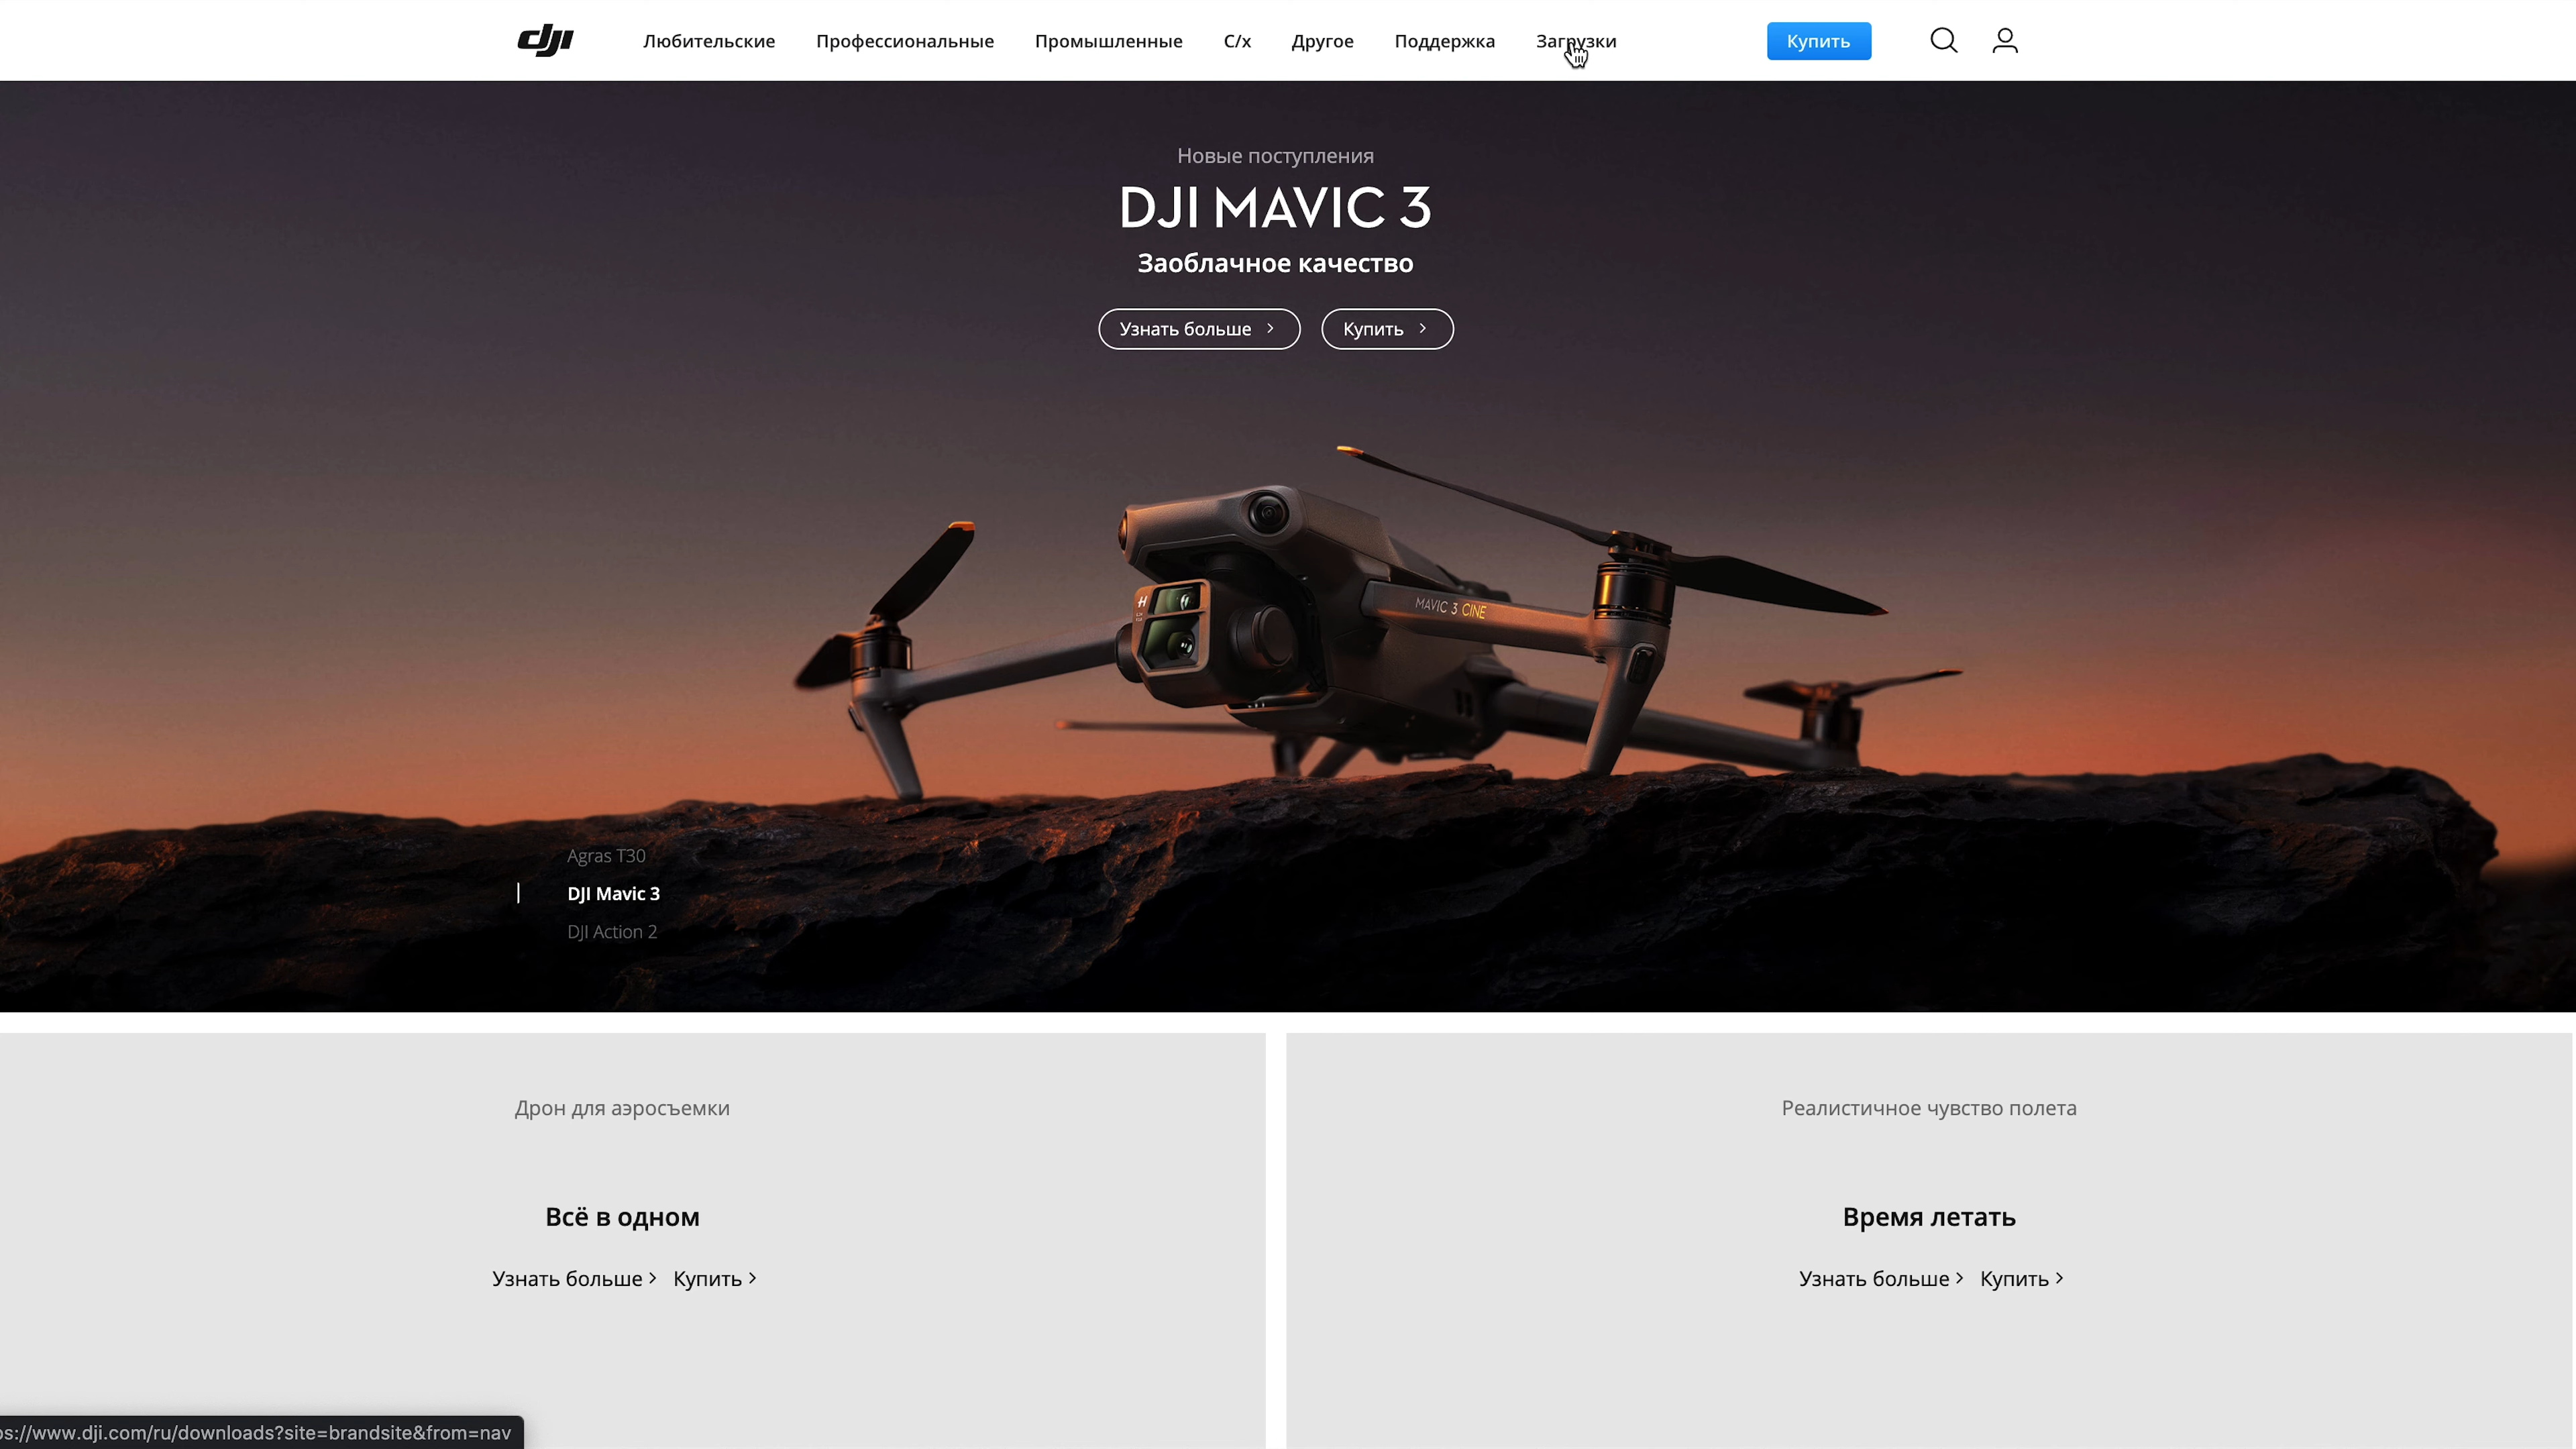 dji
Любительские Профессиональные Промышленные С/х Другое Поддержка Загрузки Купить
Новые поступления
DJI MAVIC 3
Заоблачное качество
Узнать больше > Купить >
H
MAVIC 3 CINE
Agras T30
DJI Mavic 3
DJI Action 2
Дрон для аэросъемки
Всё в одном
Узнать больше > Купить >
Реалистичное чувство полета
Время летать
Узнать больше > Купить >
ps://www.dji.com/ru/downloads?site=brandsite&from=nav